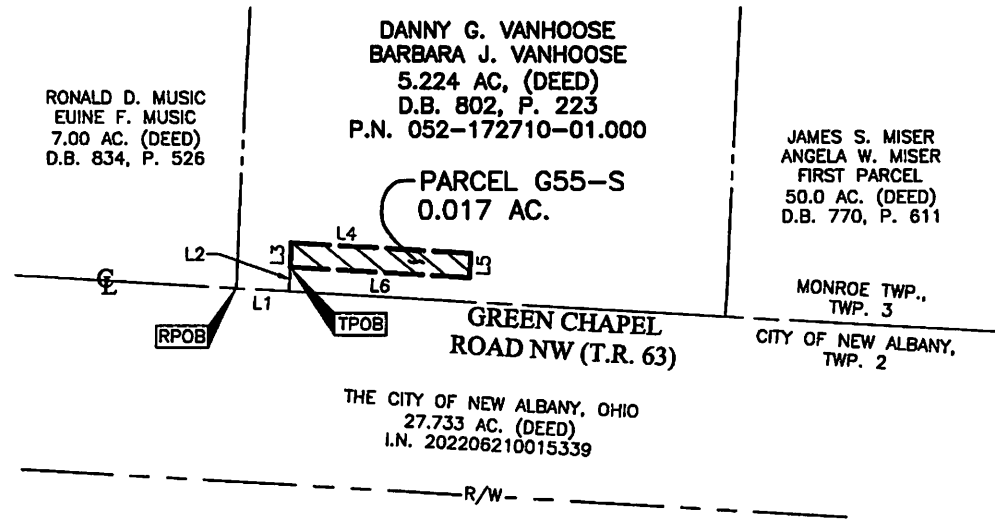 DANNY G. VANHOOSE
BARBARA J. VANHOOSE
5.224 AC, (DEED)
D.B. 802, P. 223
P.N. 052-172710-01.000
RONALD D. MUSIC
EUINE F. MUSIC
7.00 AC. (DEED)
D.B. 834, P. 526
JAMES S. MISER
ANGELA W. MISER
FIRST PARCEL
50.0 AC. (DEED)
D.B. 770, P. 611
PARCEL G55-S
0.017 AC.
L4
L2
L3
L5
L6
L1
℄
RPOB
TPOB
MONROE TWP.,
TWP. 3
GREEN CHAPEL
ROAD NW (T.R. 63)
CITY OF NEW ALBANY,
TWP. 2
THE CITY OF NEW ALBANY, OHIO
27.733 AC. (DEED)
I.N. 202206210015339
R/W